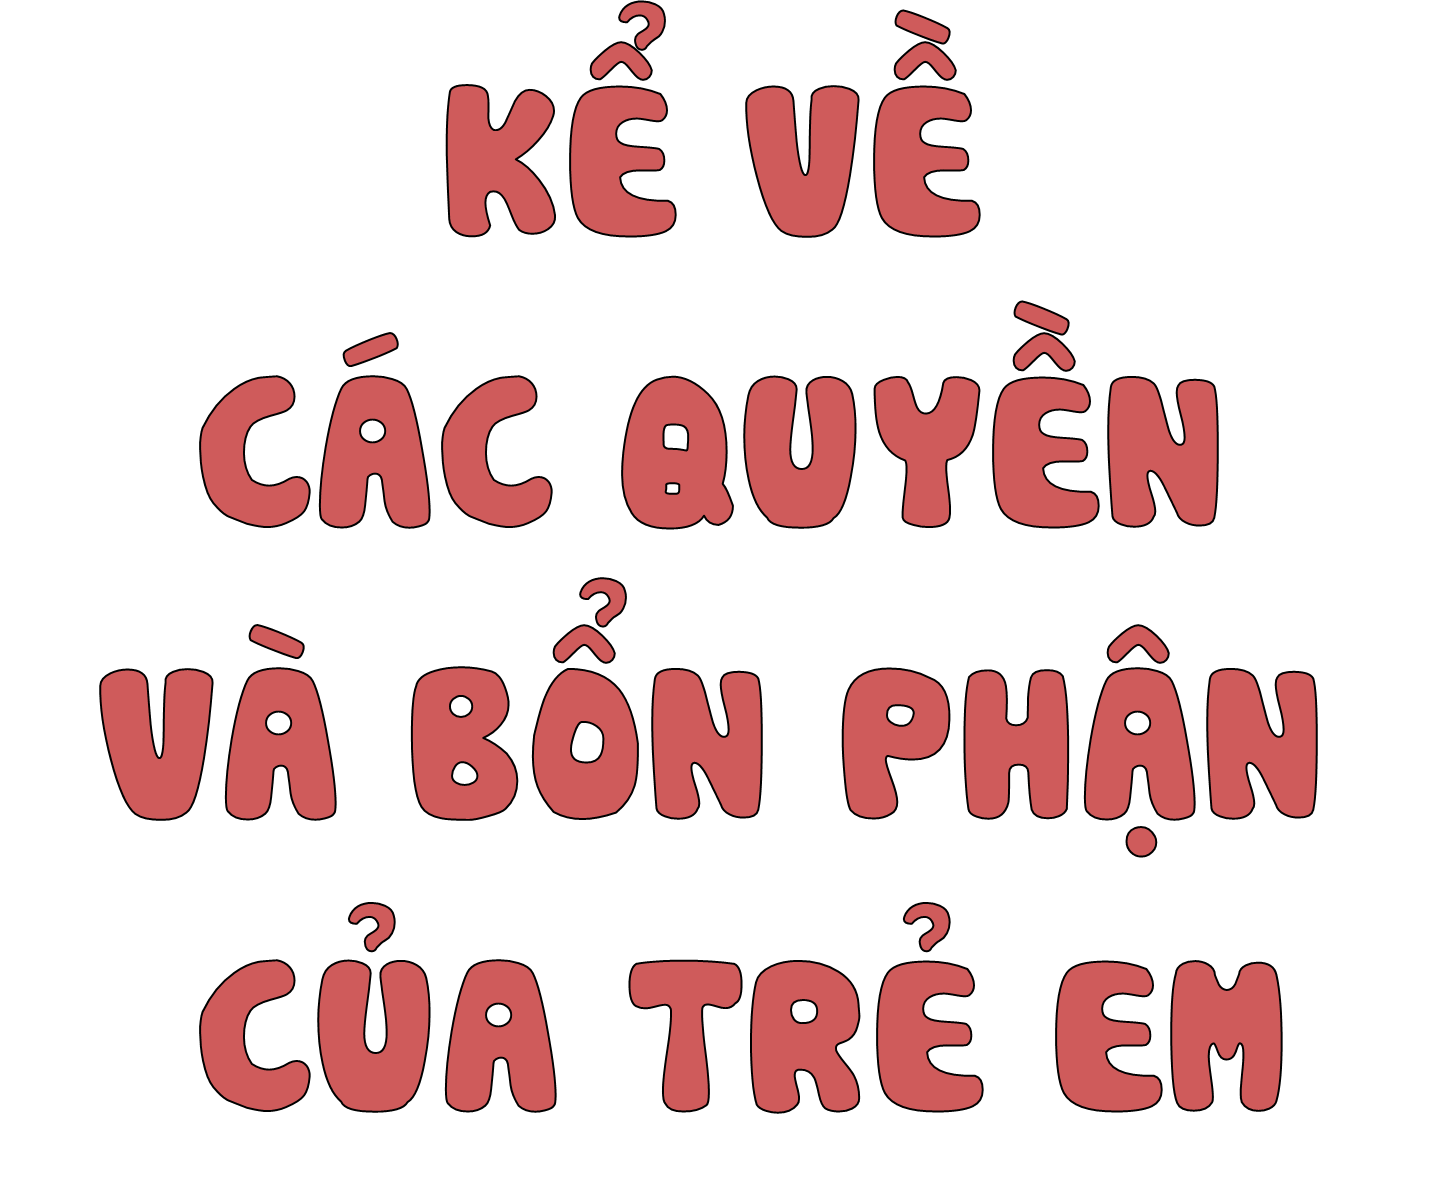 KỂ VỀ
CÁC QUYỀN
VÀ BỔN PHẬN
CỦA TRẺ EM